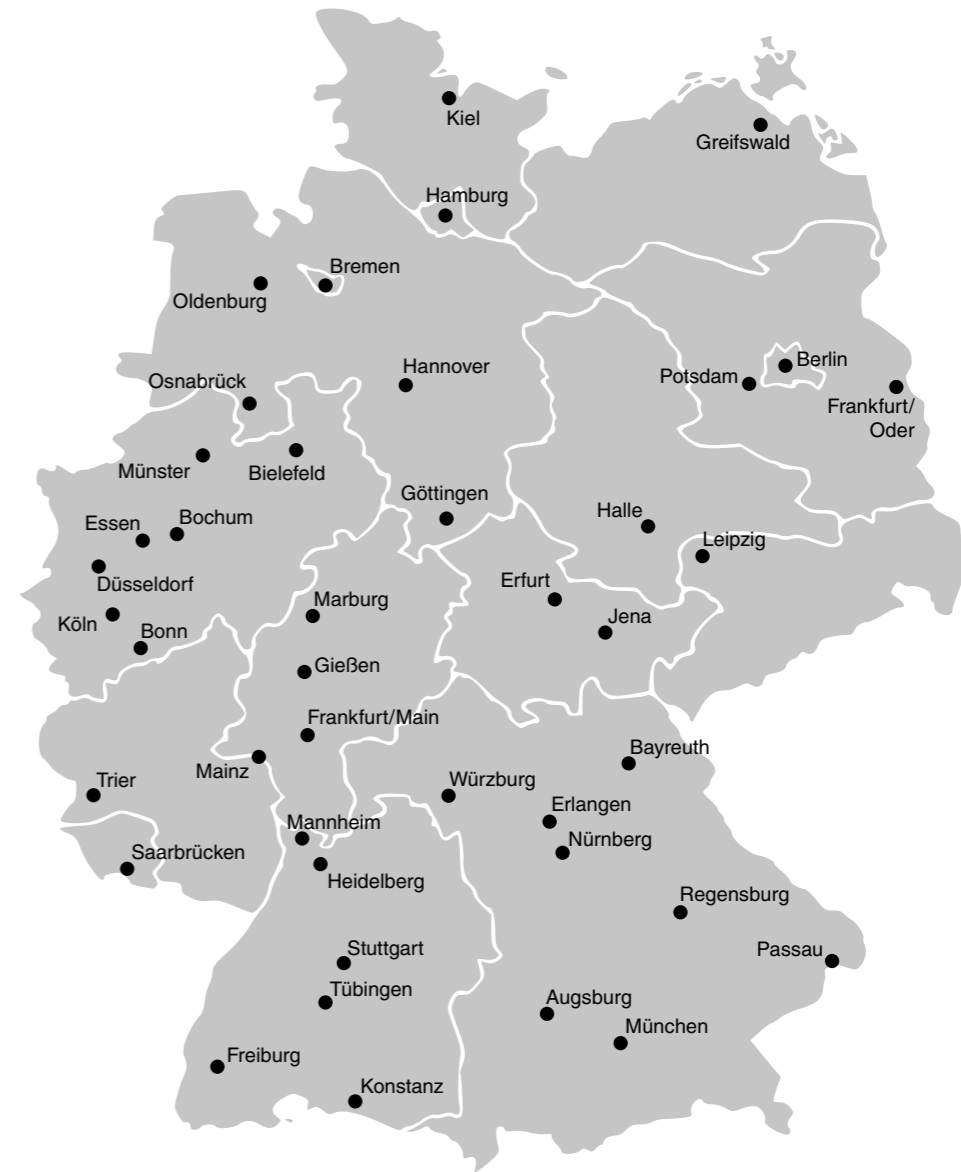 Kiel
Greifswald
Hamburg
Bremen
Oldenburg
Hannover
Berlin
Potsdam
Osnabrück
Frankfurt/
Oder
Münster
Bielefeld
Göttingen
Halle
Essen
Bochum
Leipzig
Düsseldorf
Erfurt
Marburg
Köln
Bonn
Jena
Gießen
Frankfurt/Main
Bayreuth
Mainz
Trier
Würzburg
Erlangen
Mannheim
Nürnberg
Saarbrücken
Heidelberg
Regensburg
Stuttgart
Passau
Tübingen
Augsburg
München
Freiburg
Konstanz